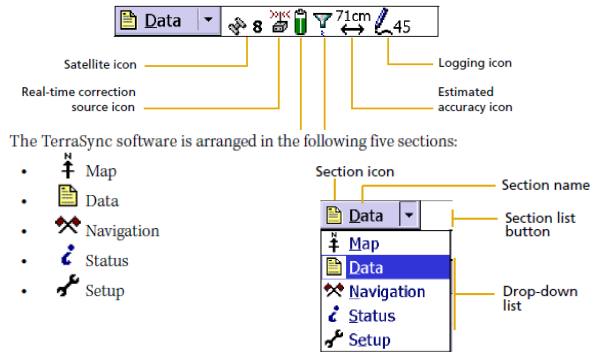 Data 8 71cm 45
Satellite icon
Logging icon
Real-time correction
source icon
Estimated
accuracy icon
The TerraSync software is arranged in the following five sections:
• N Map
• Data
• Navigation
• i Status
• Setup
Section icon
Section name
Data
Section list
button
N Map
Data
Navigation
i Status
Setup
Drop-down
list